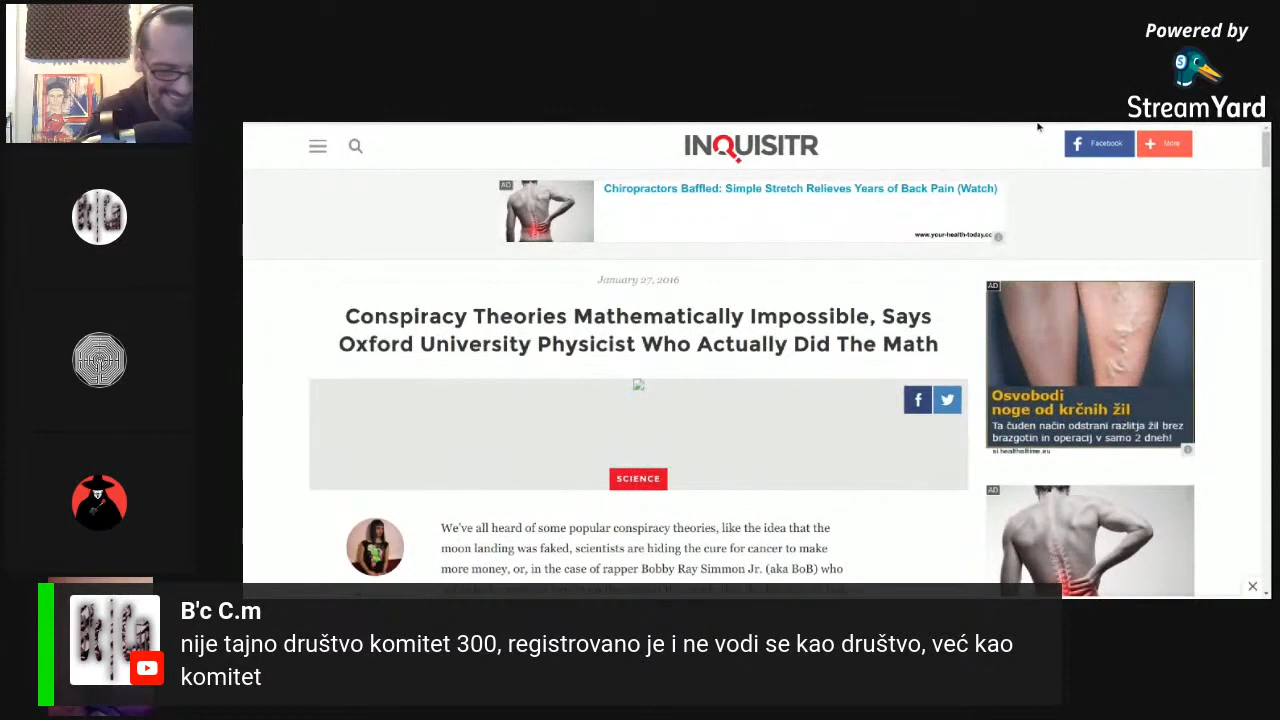 Powered by
StreamYard
INQUISITR
Facebook
More
AD
Chiropractors Baffled: Simple Stretch Relieves Years of Back Pain (Watch)
www.your-health-today.cc
January 27, 2016
Conspiracy Theories Mathematically Impossible, Says
Oxford University Physicist Who Actually Did The Math
SCIENCE
We've all heard of some popular conspiracy theories, like the idea that the
moon landing was faked, scientists are hiding the cure for cancer to make
more money, or, in the case of rapper Bobby Ray Simmon Jr. (aka BoB) who
AD
Osvobodi
noge od krčnih žil
Ta čuden način odstrani razlitja žil brez
brazgotin in operacij v samo 2 dneh!
si.healtheltime.eu
AD
B'c C.m
nije tajno društvo komitet 300, registrovano je i ne vodi se kao društvo, već kao
komitet